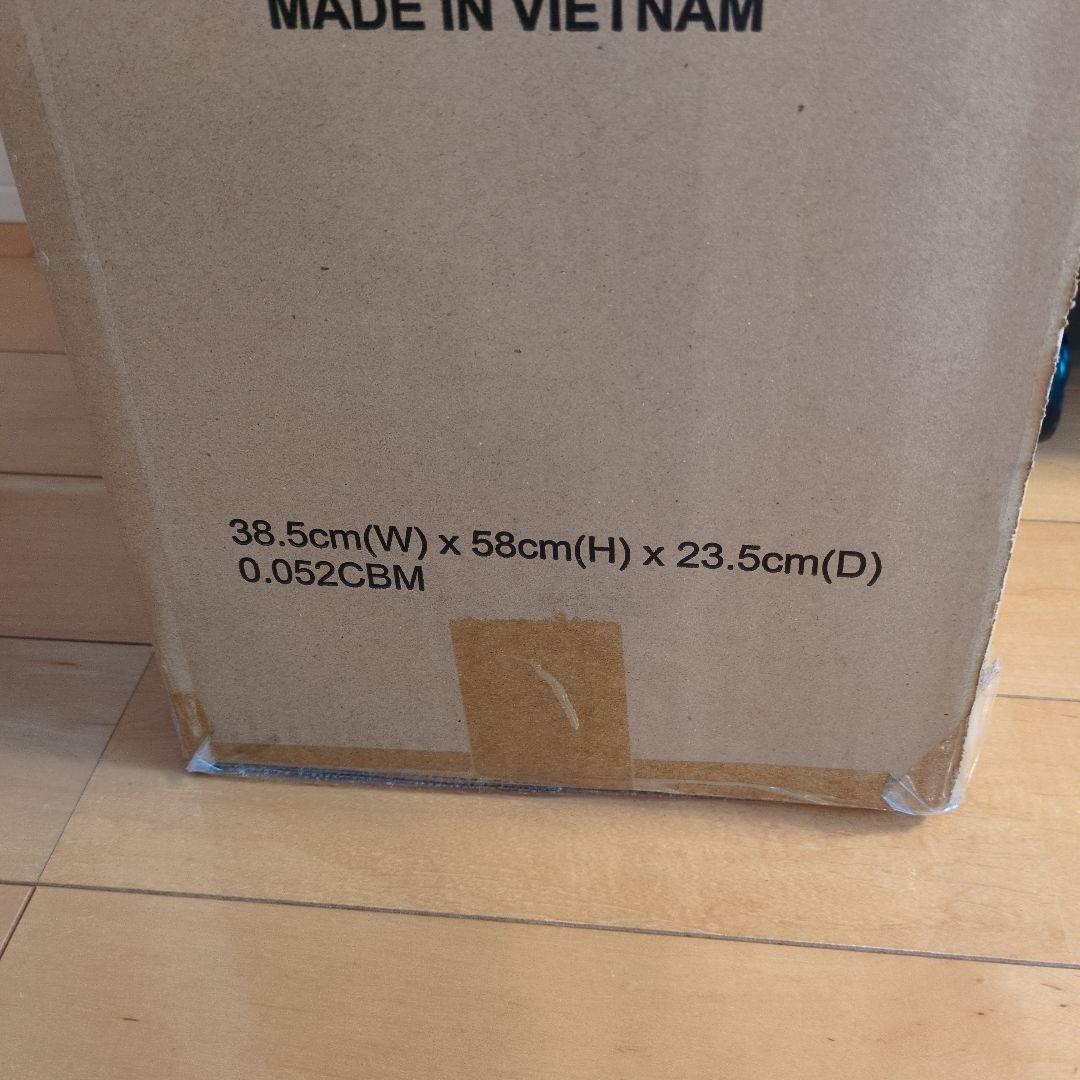 MADE IN VIETNAM
38.5cm(W) x 58cm(H) x 23.5cm(D)
0.052CBM